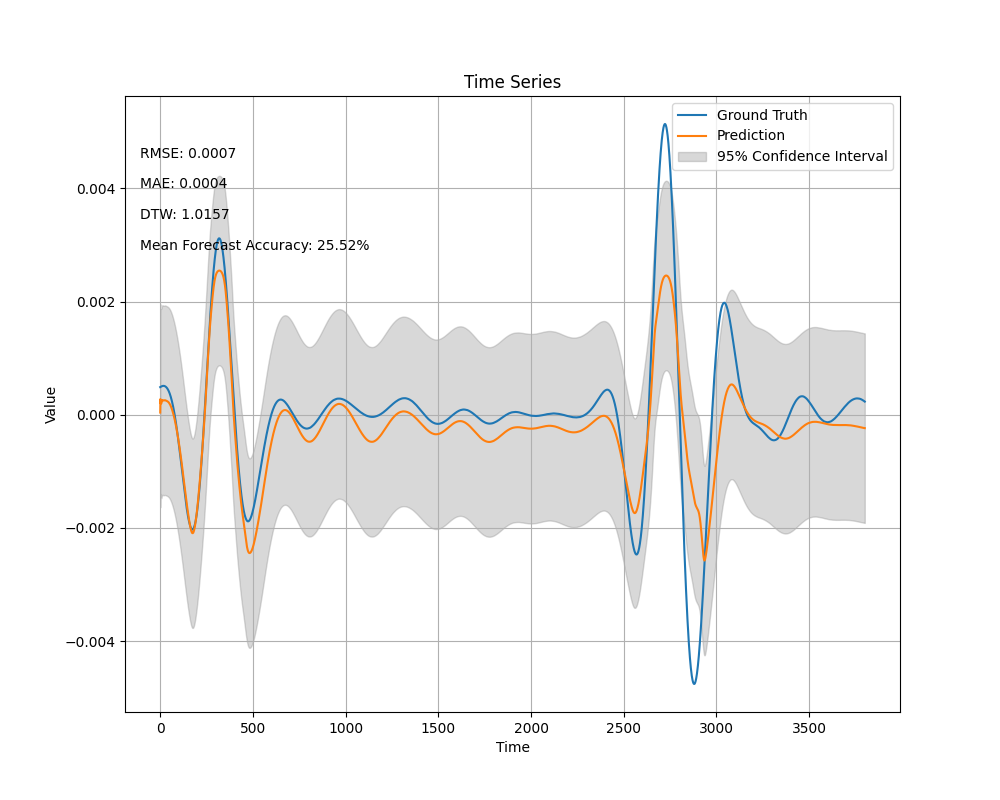 Time Series
Ground Truth
Prediction
95% Confidence Interval
RMSE: 0.0007
MAE: 0.0004
DTW: 1.0157
Mean Forecast Accuracy: 25.52%
0.004
0.002
0.000
−0.002
−0.004
Value
0 500 1000 1500 2000 2500 3000 3500
Time